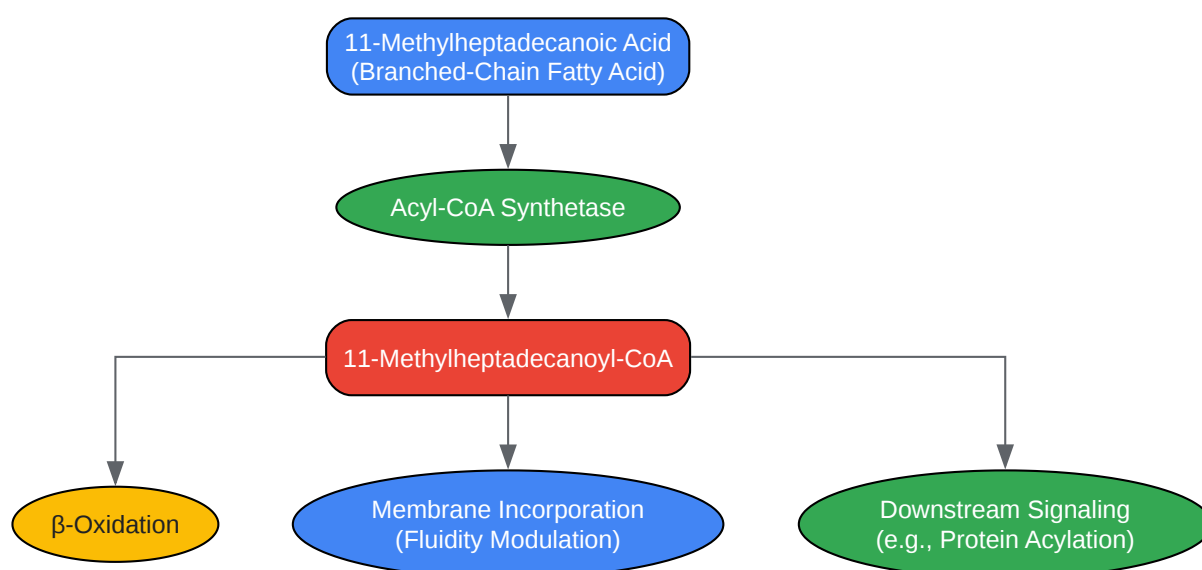 11-Methylheptadecanoic Acid
(Branched-Chain Fatty Acid)
Acyl-CoA Synthetase
11-Methylheptadecanoyl-CoA
β-Oxidation
Membrane Incorporation
(Fluidity Modulation)
Downstream Signaling
(e.g., Protein Acylation)